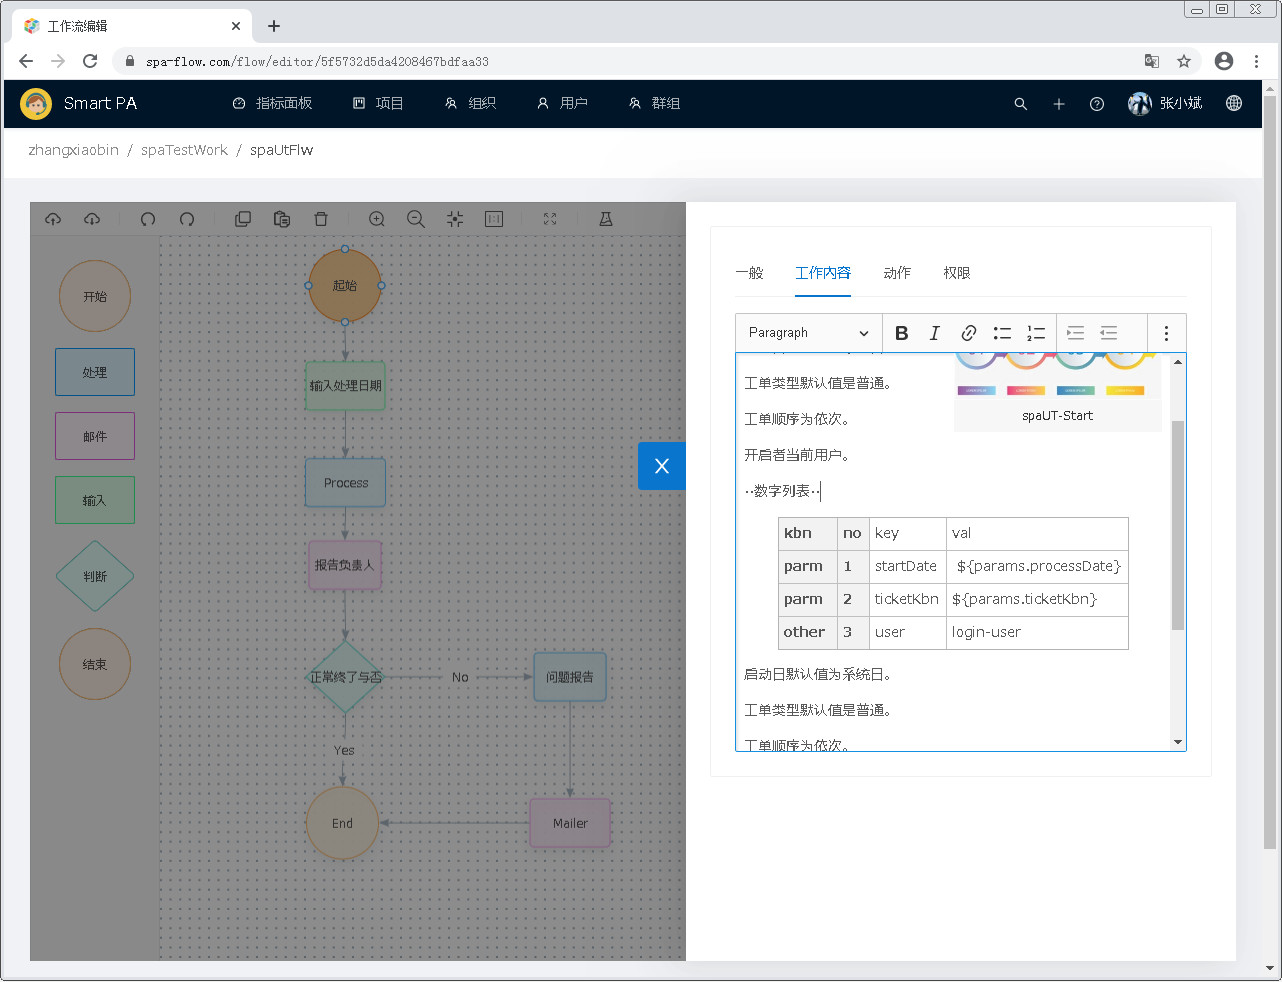 工作流编辑
spa-flow.com/flow/editor/5f5732d5da4208467bdfaa33
Smart PA
指标面板
项目
组织
用户
群组
张小斌
zhangxiaobin / spaTestWork / spaUtFlw
开始
处理
邮件
输入
判断
结束
起始
输入处理日期
Process
报告负责人
正常终了与否
No
问题报告
Yes
End
Mailer
X
一般
工作内容
动作
权限
Paragraph
工单类型默认值是普通。
工单顺序为依次。
spaUT-Start
开启者当前用户。
··数字列表··
kbn no key val
parm 1 startDate ${params.processDate}
parm 2 ticketKbn ${params.ticketKbn}
other 3 user login-user
启动日默认值为系统日。
工单类型默认值是普通。
工单顺序为依次。